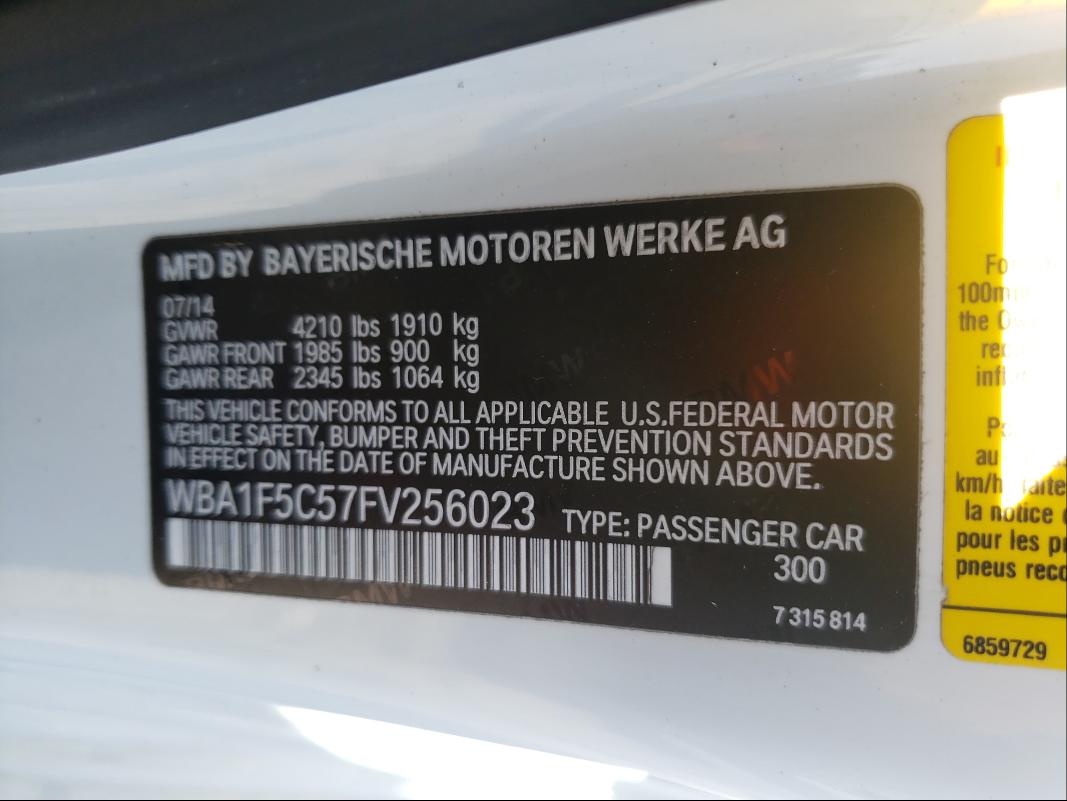 MFD BY BAYERISCHE MOTOREN WERKE AG
07/14
GVWR 4210 lbs 1910 kg
GAWR FRONT 1985 lbs 900 kg
GAWR REAR 2345 lbs 1064 kg
THIS VEHICLE CONFORMS TO ALL APPLICABLE U.S.FEDERAL MOTOR
VEHICLE SAFETY, BUMPER AND THEFT PREVENTION STANDARDS
IN EFFECT ON THE DATE OF MANUFACTURE SHOWN ABOVE.
WBA1F5C57FV256023 TYPE: PASSENGER CAR
300
7 315 814
100m
the
km/h
la notice
pour les
pneus
6859729